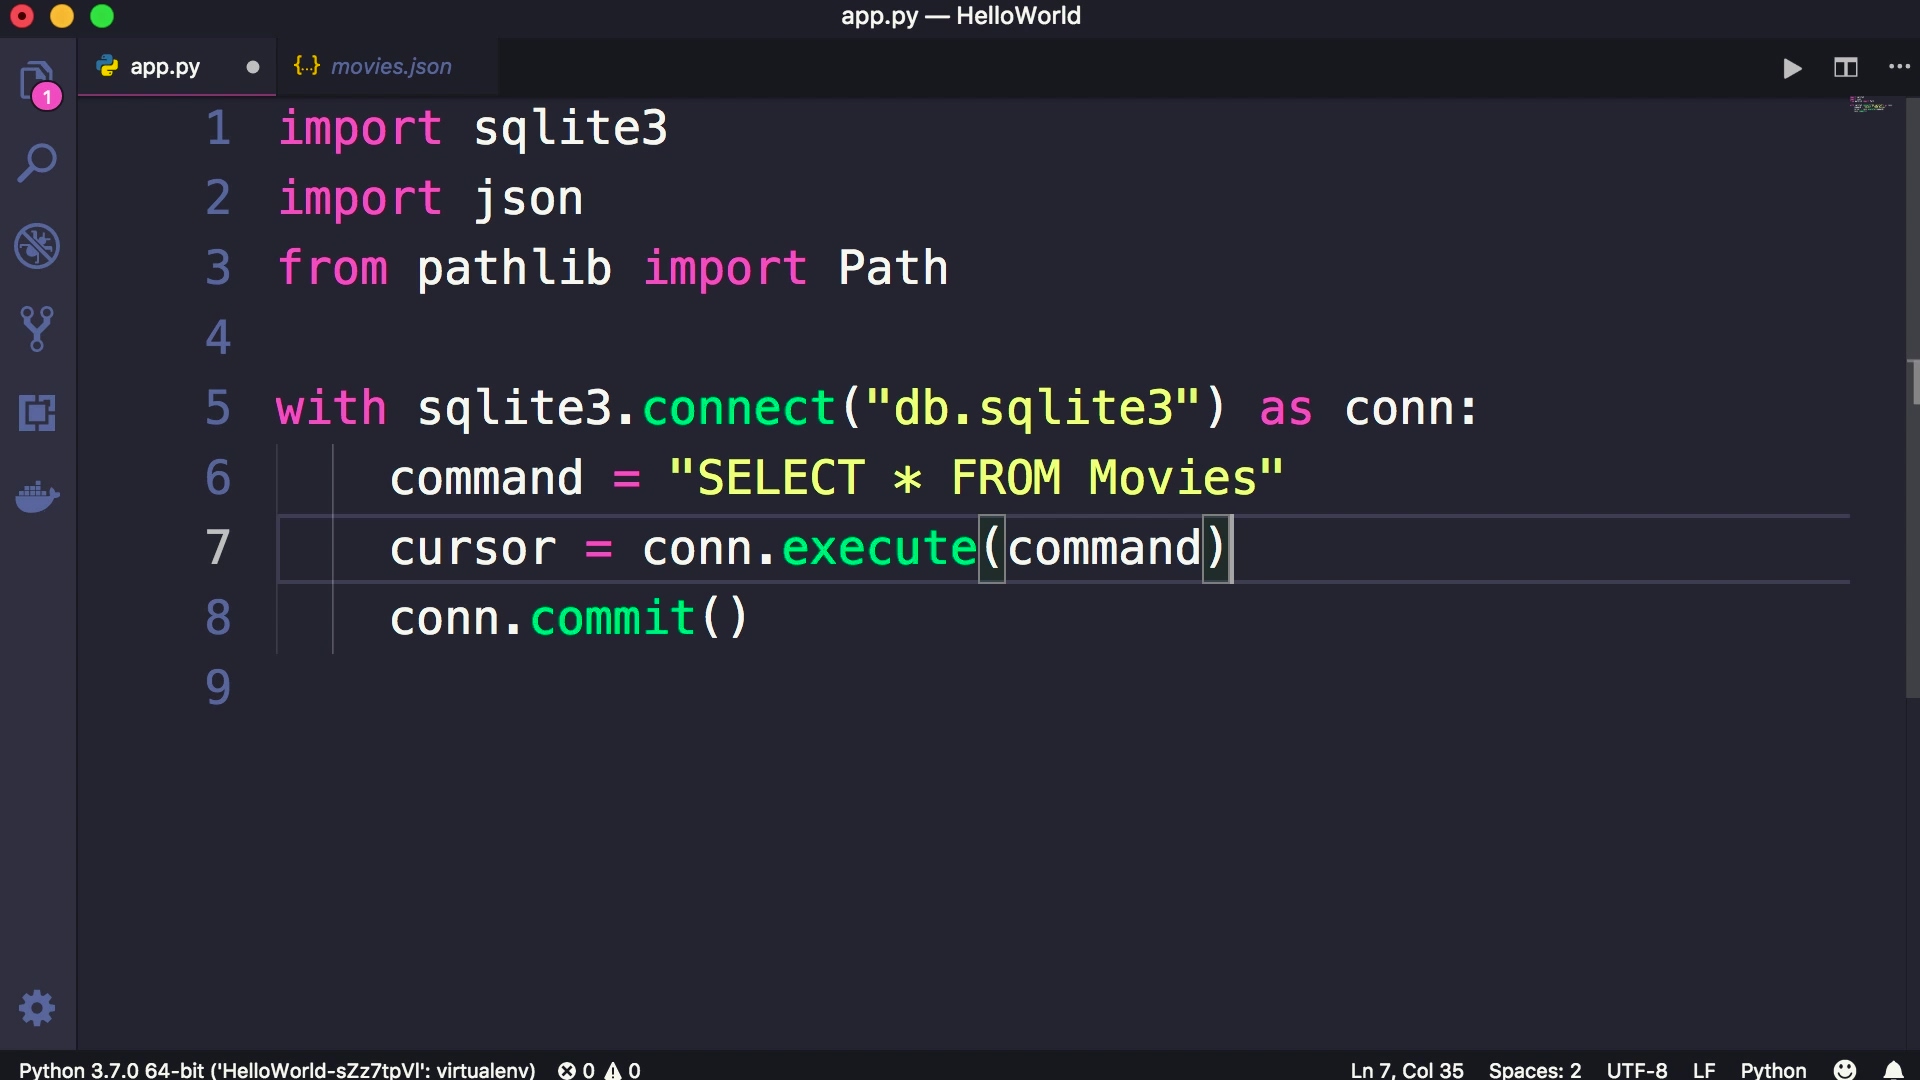 app.py — HelloWorld
app.py
{..} movies.json
1
1 import sqlite3
2 import json
3 from pathlib import Path
4
5 with sqlite3.connect("db.sqlite3") as conn:
6 command = "SELECT * FROM Movies"
7 cursor = conn.execute(command)
8 conn.commit()
9
Python 3.7.0 64-bit ('HelloWorld-sZz7tpVl': virtualenv) 0 0 Ln 7, Col 35 Spaces: 2 UTF-8 LF Python